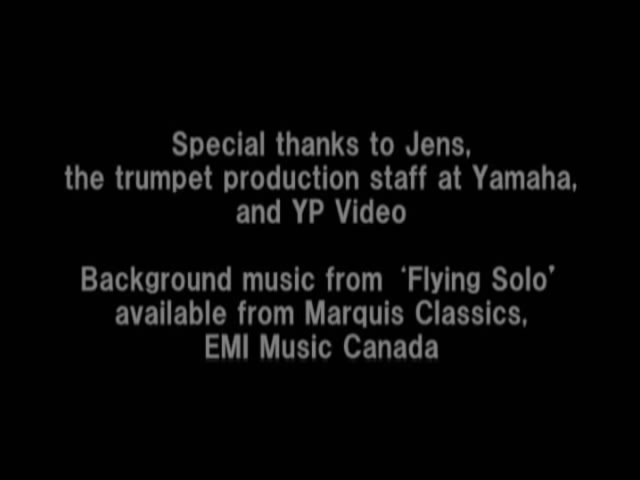 Special thanks to Jens,
the trumpet production staff at Yamaha,
and YP Video
Background music from 'Flying Solo'
available from Marquis Classics,
EMI Music Canada